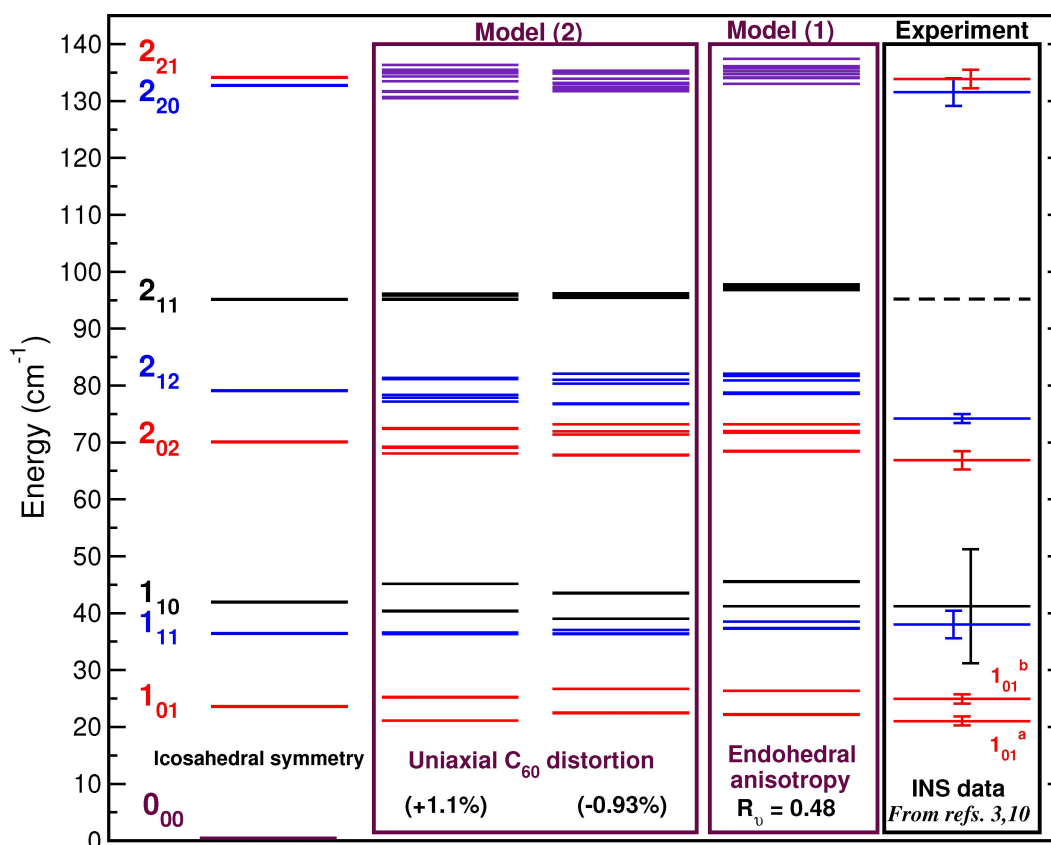 Model (2)
Model (1)
Experiment
Energy (cm⁻¹)
140
130
120
110
100
90
80
70
60
50
40
30
20
10
0
2₂₁
2₂₀
2₁₁
2₁₂
2₀₂
1₁₀
1₁₁
1₀₁
0₀₀
1₀₁ᵇ
1₀₁ᵃ
Icosahedral symmetry
Uniaxial C₆₀ distortion
(+1.1%)
(-0.93%)
Endohedral
anisotropy
R_υ = 0.48
INS data
From refs. 3,10